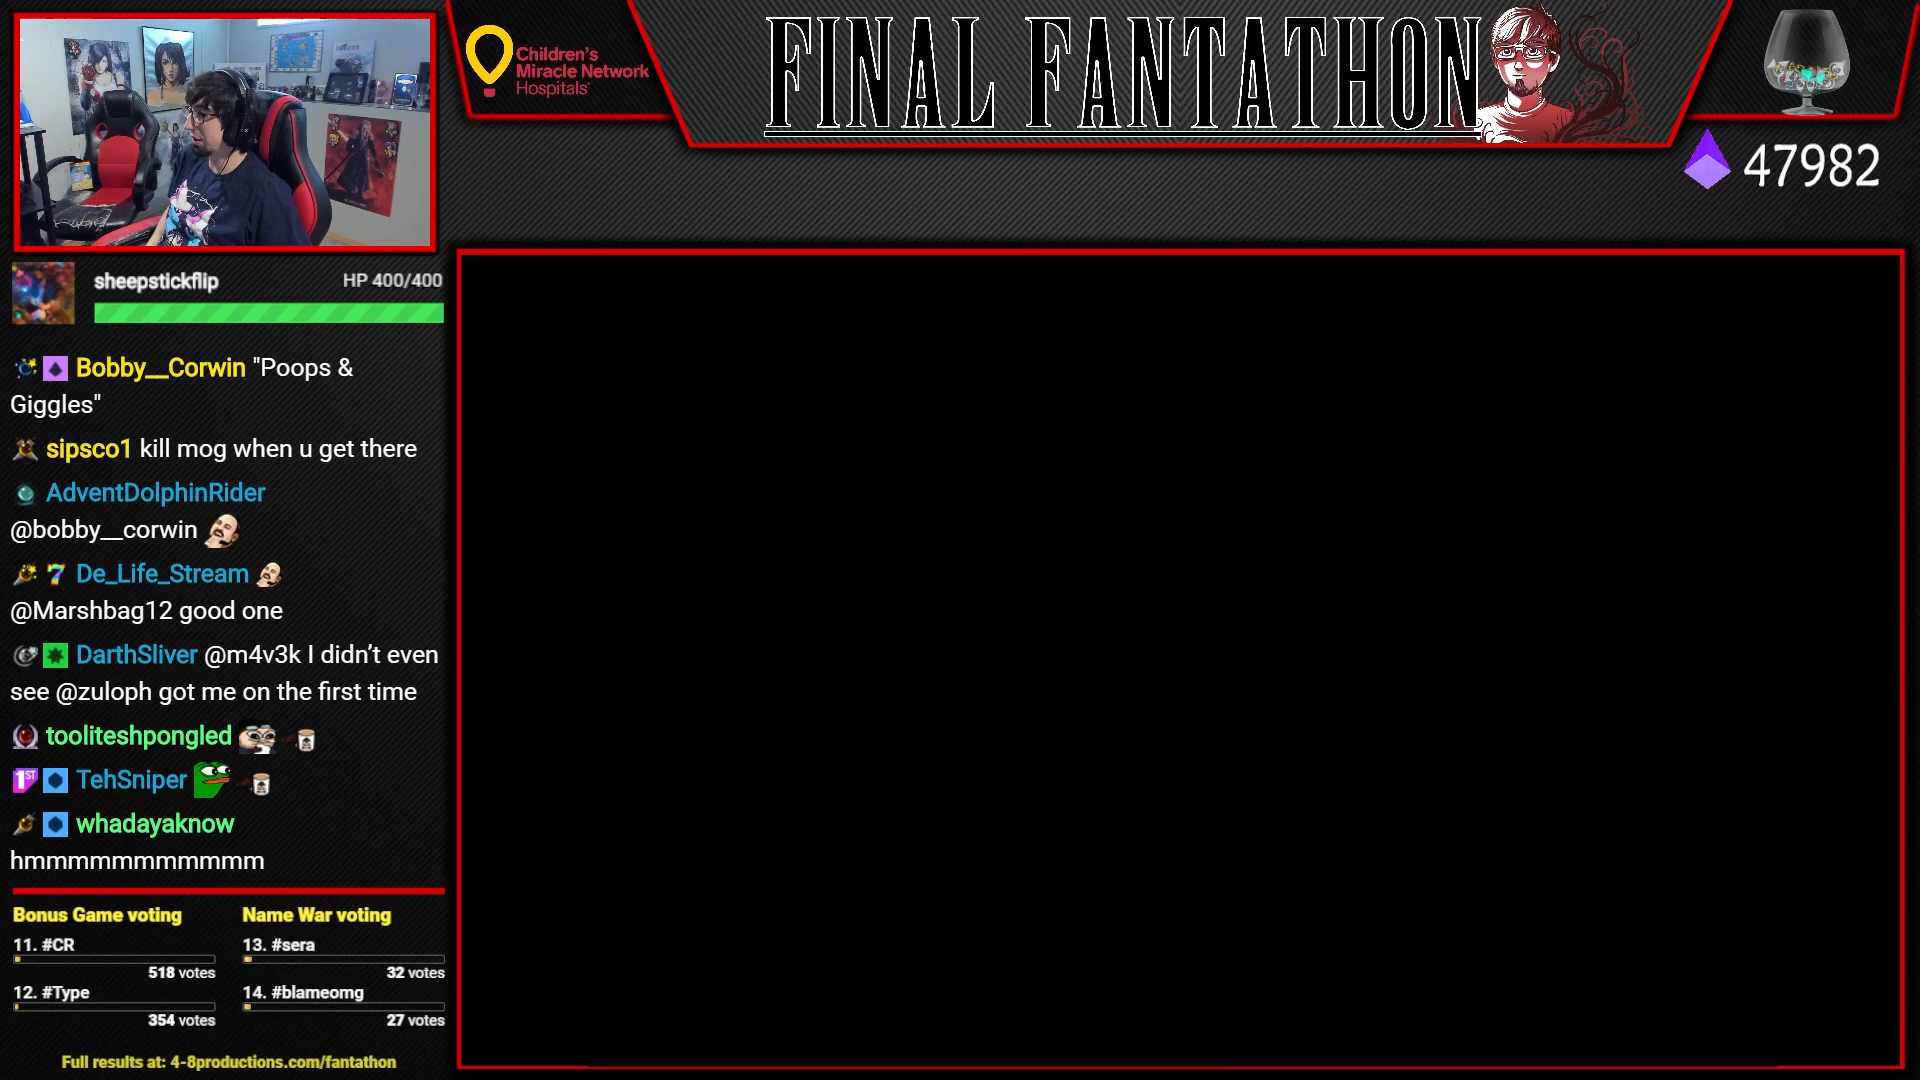 Children's
Miracle Network
Hospitals
FINAL FANTATHON
47982
sheepstickflip HP 400/400
Bobby__Corwin "Poops &
Giggles"
sipsco1 kill mog when u get there
AdventDolphinRider
@bobby__corwin
7 De_Life_Stream
@Marshbag12 good one
DarthSliver @m4v3k I didn’t even
see @zuloph got me on the first time
tooliteshpongled
1ST TehSniper
whadayaknow
hmmmmmmmmmmm
Bonus Game voting
11. #CR
518 votes
12. #Type
354 votes
Name War voting
13. #sera
32 votes
14. #blameomg
27 votes
Full results at: 4-8productions.com/fantathon